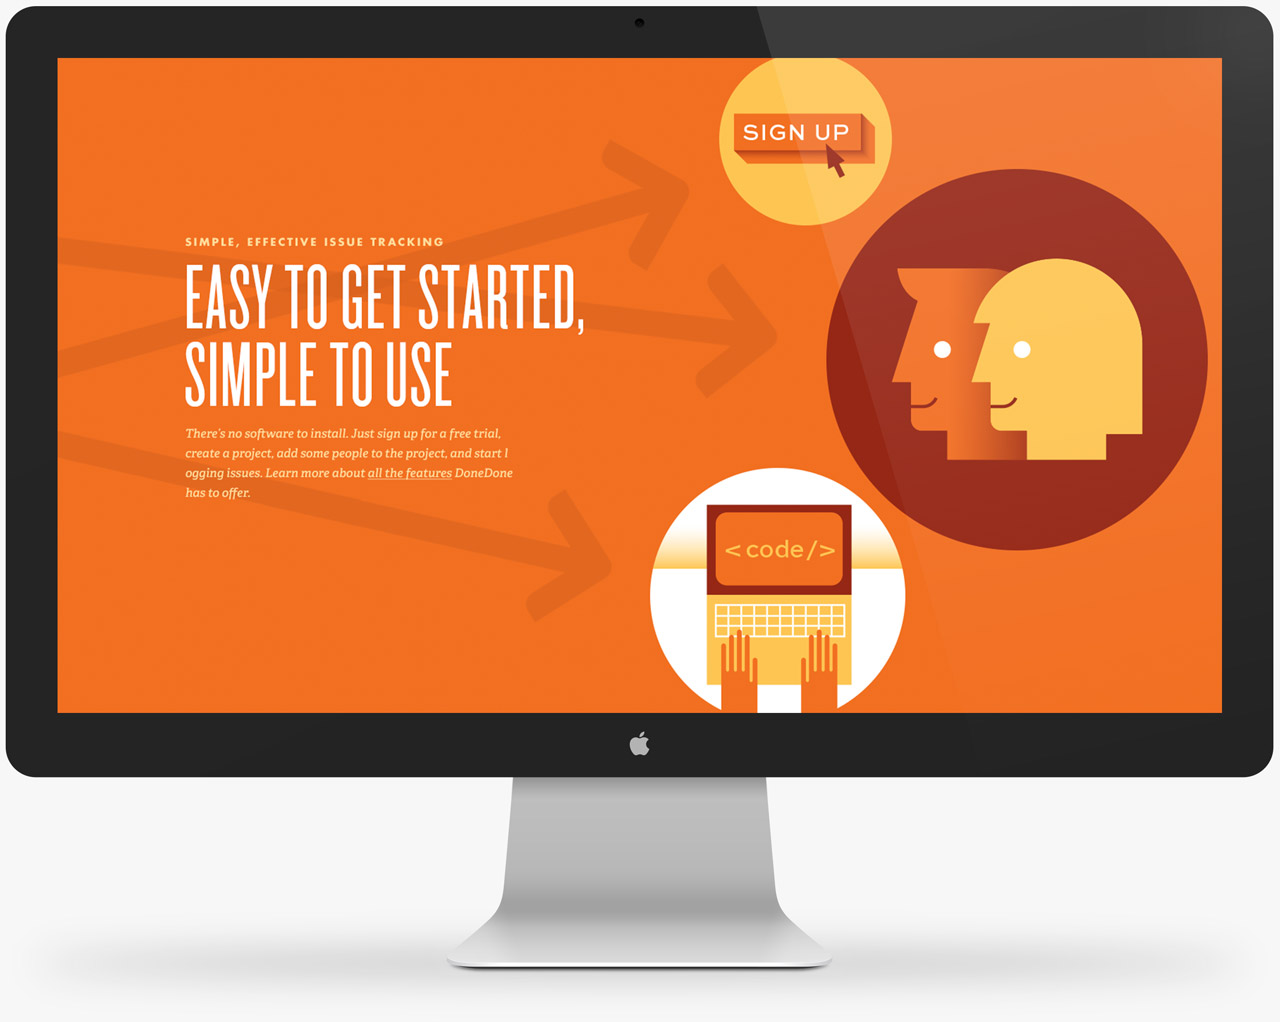 SIGN UP
SIMPLE, EFFECTIVE ISSUE TRACKING
EASY TO GET STARTED,
SIMPLE TO USE
There's no software to install. Just sign up for a free trial,
create a project, add some people to the project, and start l
ogging issues. Learn more about all the features DoneDone
has to offer.
<code/>